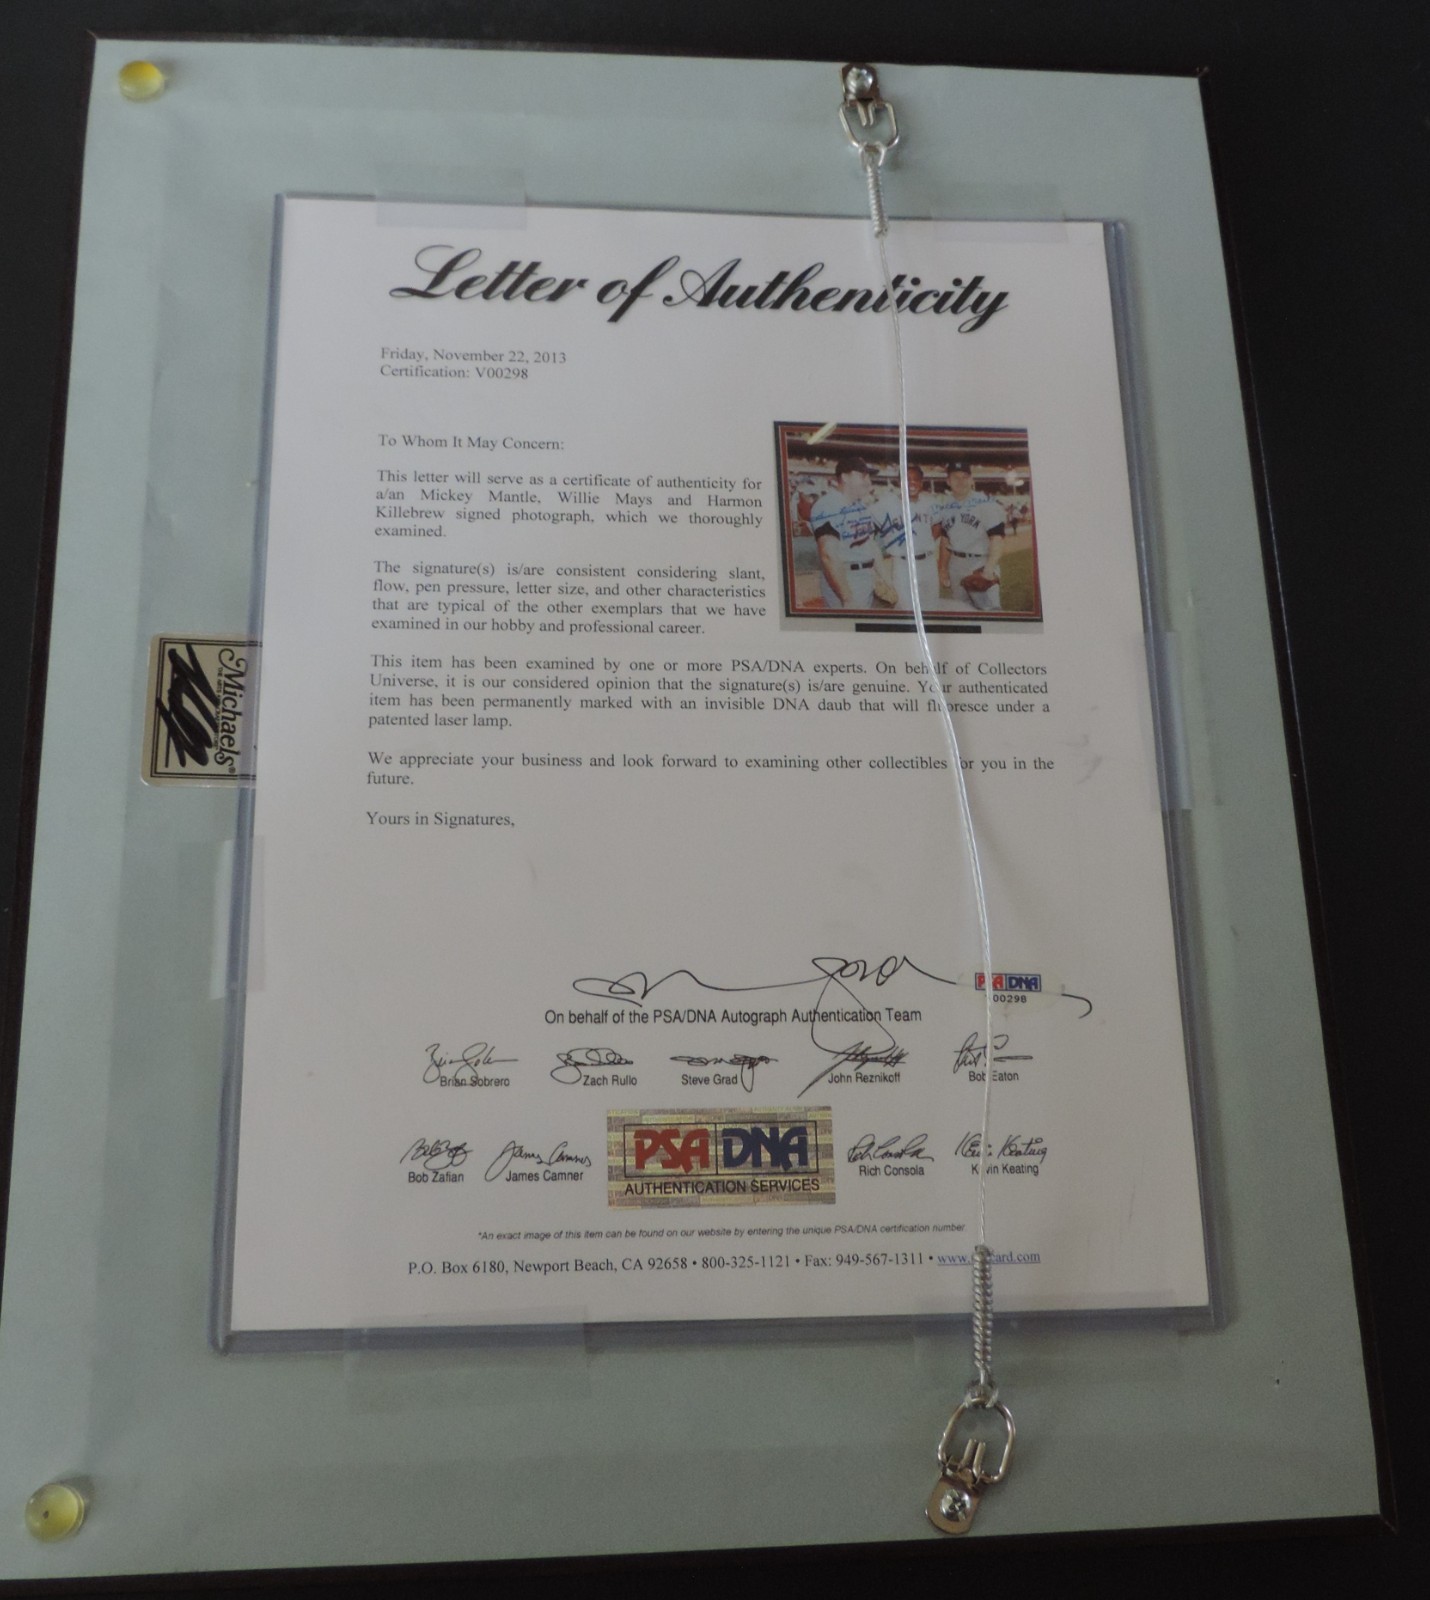 Letter of Authenticity
Friday, November 22, 2013
Certification: V00298
To Whom It May Concern:
This letter will serve as a certificate of authenticity for
a/an Mickey Mantle, Willie Mays and Harmon
Killebrew signed photograph, which we thoroughly
examined.
The signature(s) is/are consistent considering slant,
flow, pen pressure, letter size, and other characteristics
that are typical of the other exemplars that we have
examined in our hobby and professional career.
This item has been examined by one or more PSA/DNA experts. On behalf of Collectors
Universe, it is our considered opinion that the signature(s) is/are genuine. Your authenticated
item has been permanently marked with an invisible DNA daub that will fluoresce under a
patented laser lamp.
We appreciate your business and look forward to examining other collectibles for you in the
future.
Yours in Signatures,
PSA DNA
00298
On behalf of the PSA/DNA Autograph Authentication Team
Brian Sobrero Zach Rullo Steve Grad John Reznikoff Bob Eaton
Bob Zafian James Camner Rich Consola Kevin Keating
PSA DNA
AUTHENTICATION SERVICES
*An exact image of this item can be found on our website by entering the unique PSA/DNA certification number.
P.O. Box 6180, Newport Beach, CA 92658 • 800-325-1121 • Fax: 949-567-1311 •
Michaels®
NEW YORK